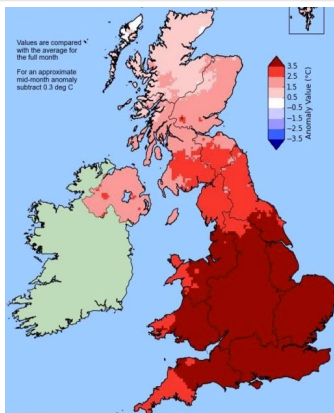 Values are compared
with the average for
the full month
For an approximate
mid-month anomaly
subtract 0.3 deg C
3.5
2.5
1.5
0.5
−0.5
−1.5
−2.5
−3.5
Anomaly Value (°C)